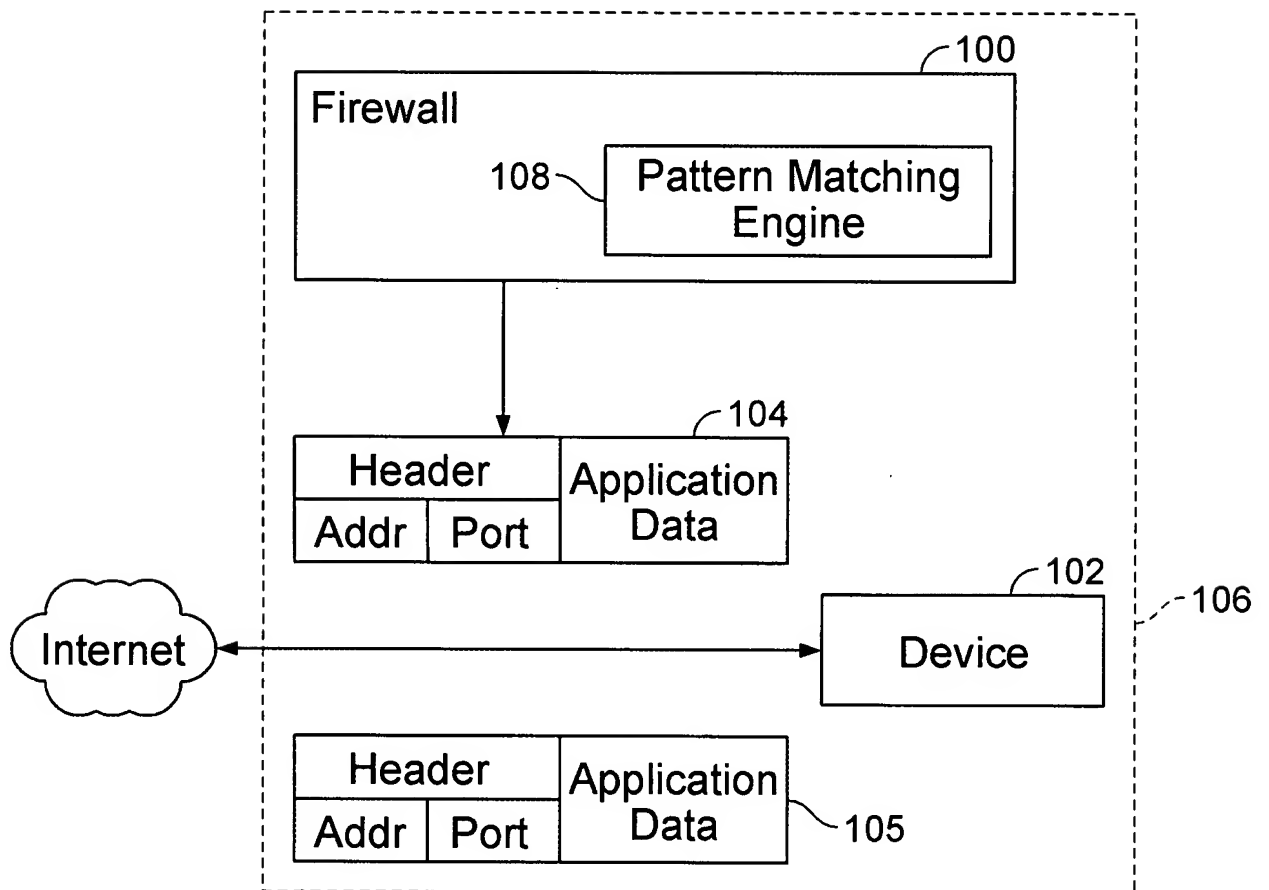 100
Firewall
108
Pattern Matching
Engine
104
Header
Application
Data
Addr
Port
102
106
Internet
Device
Header
Application
Data
Addr
Port
105